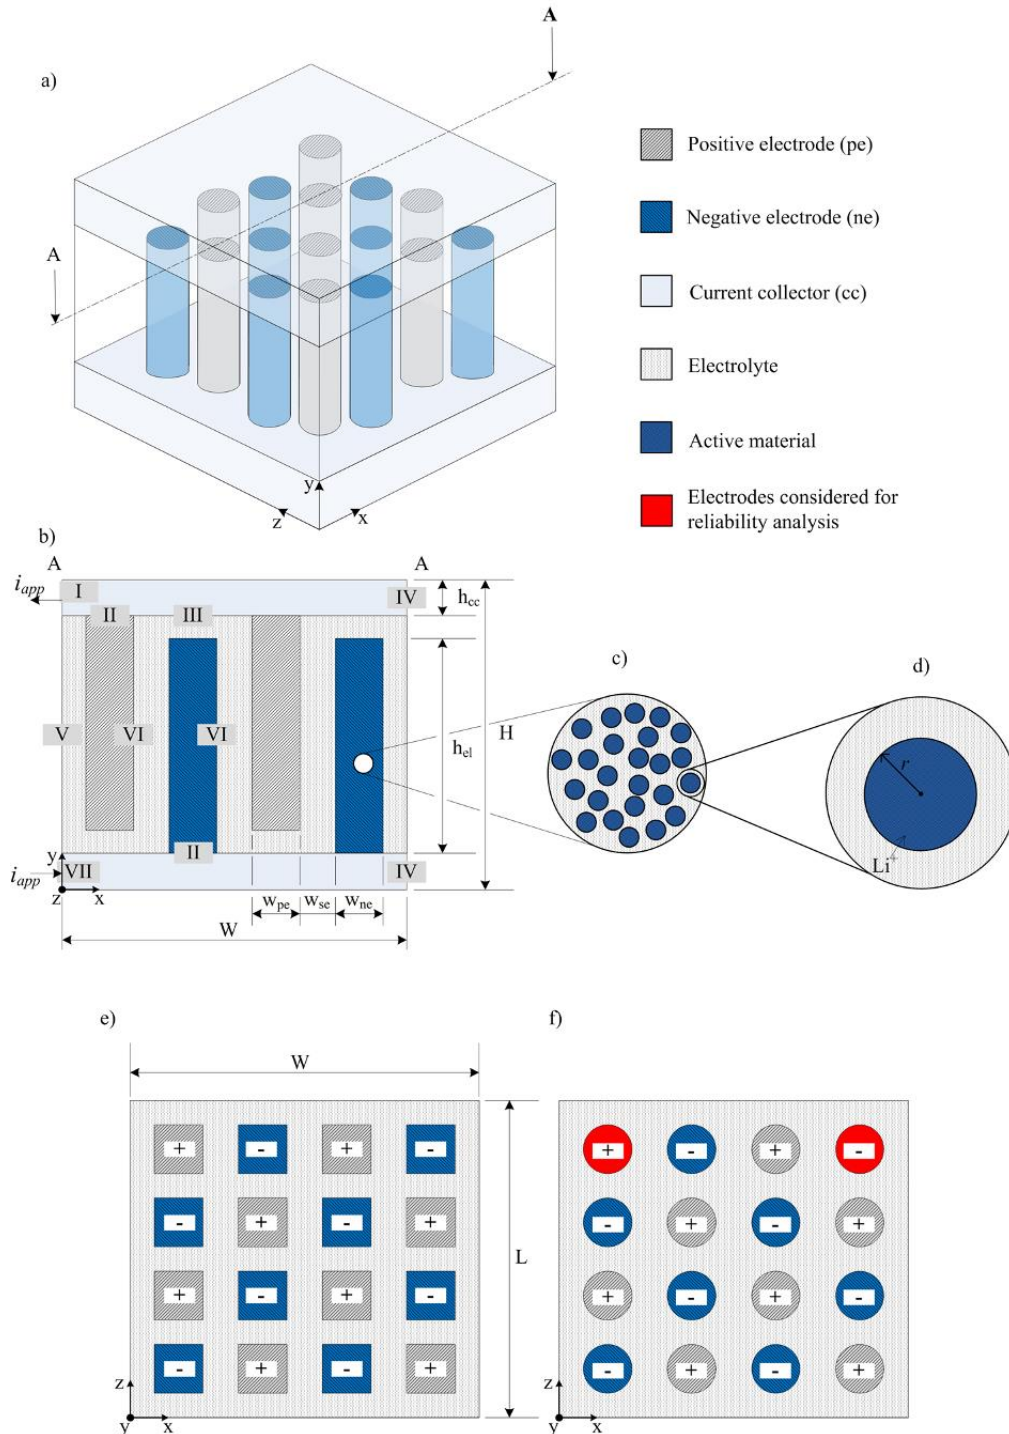 a)
A
A
y
z
x
Positive electrode (pe)
Negative electrode (ne)
Current collector (cc)
Electrolyte
Active material
Electrodes considered for
reliability analysis
b)
A
A
i_app
I
IV
h_cc
II
III
V
VI
VI
h_el
H
II
y
i_app
VII
IV
z
x
w_pe
w_se
w_ne
W
c)
d)
r
Li+
e)
W
+ - + -
- + - +
+ - + -
- + - +
L
z
y
x
f)
+ - + -
- + - +
+ - + -
- + - +
z
y
x